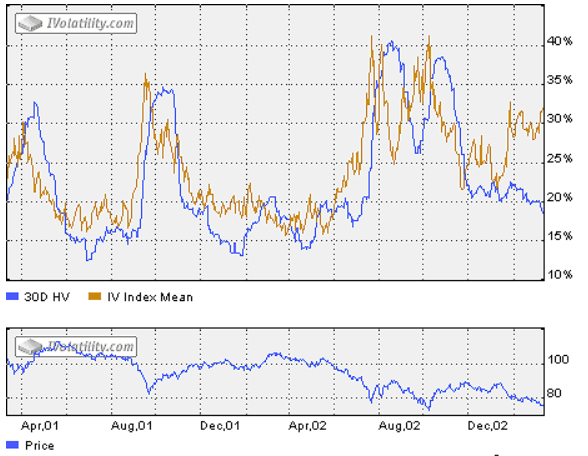 IVolatility.com
40%
35%
30%
25%
20%
15%
10%
30D HV IV Index Mean
IVolatility.com
100
80
Apr,01 Aug,01 Dec,01 Apr,02 Aug,02 Dec,02
Price